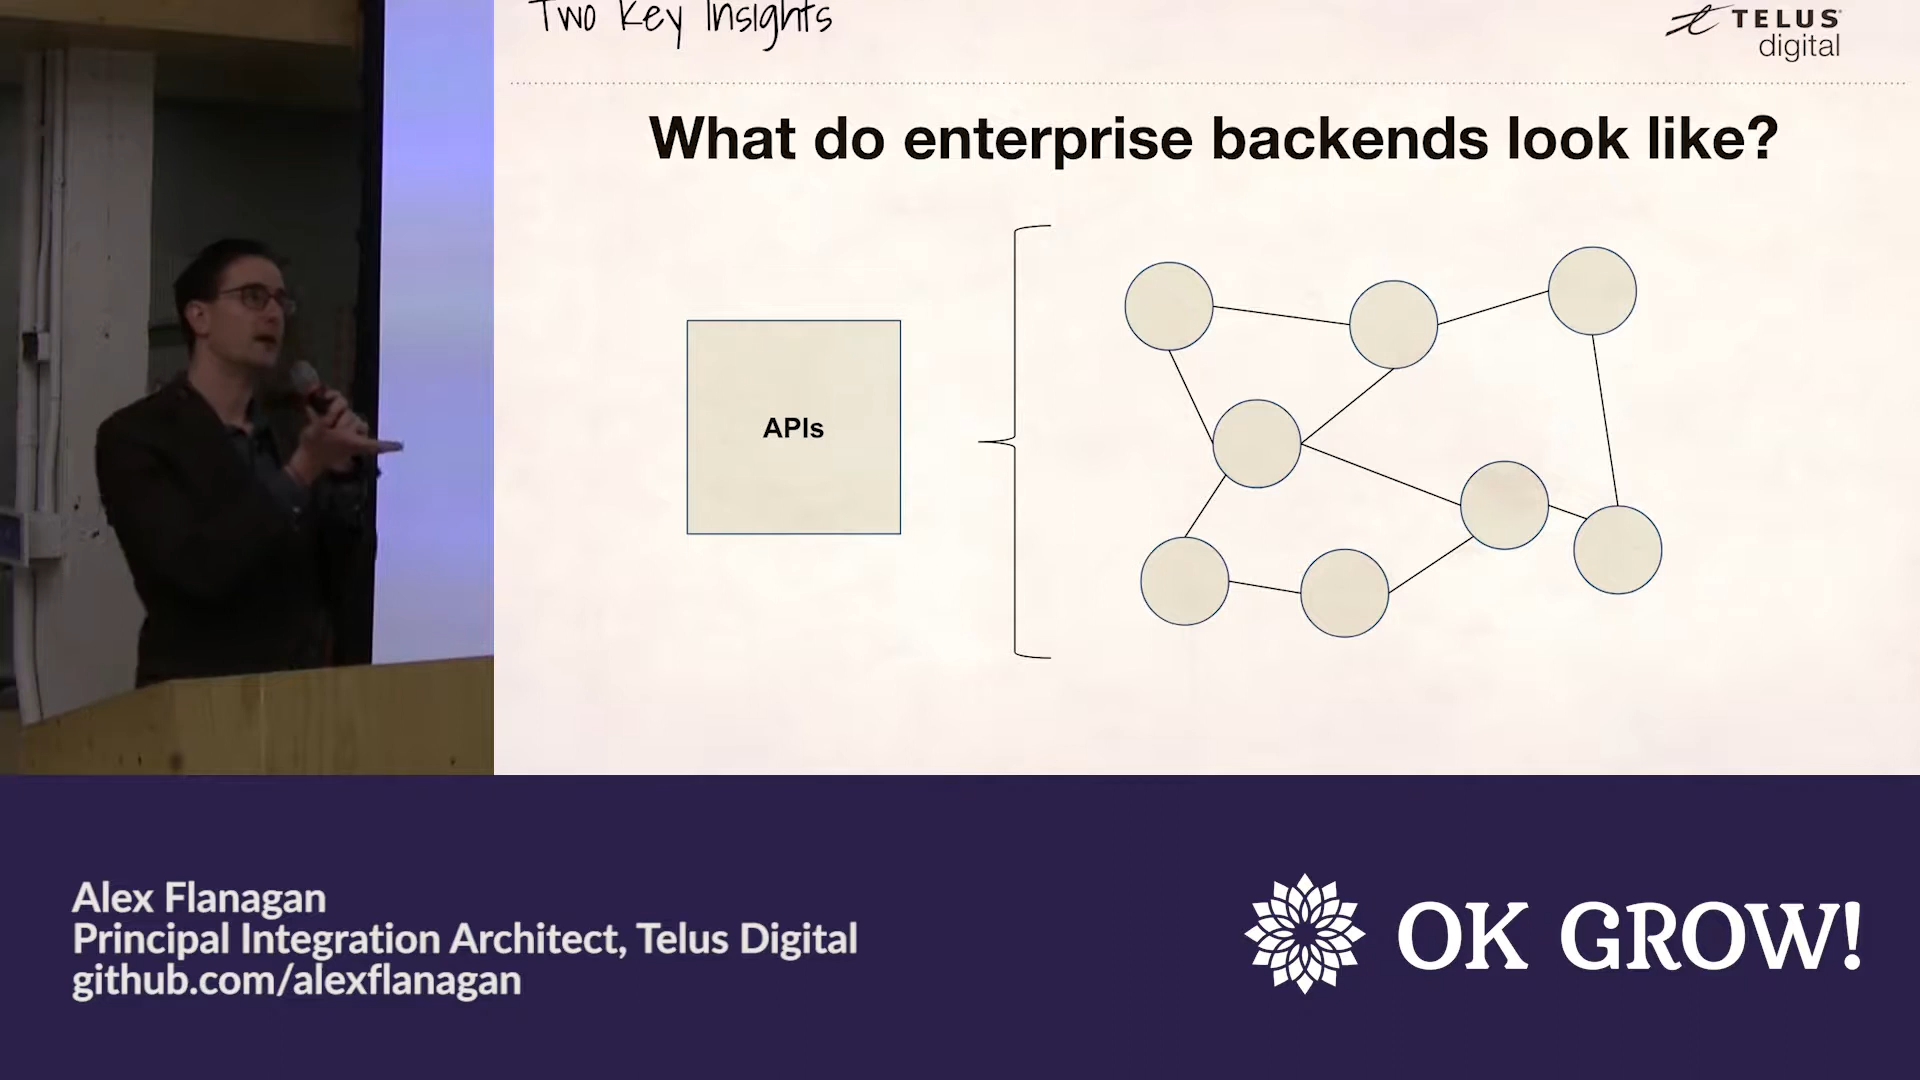 Two Key Insights
TELUS
digital
What do enterprise backends look like?
APIs
Alex Flanagan
Principal Integration Architect, Telus Digital
github.com/alexflanagan
OK GROW!